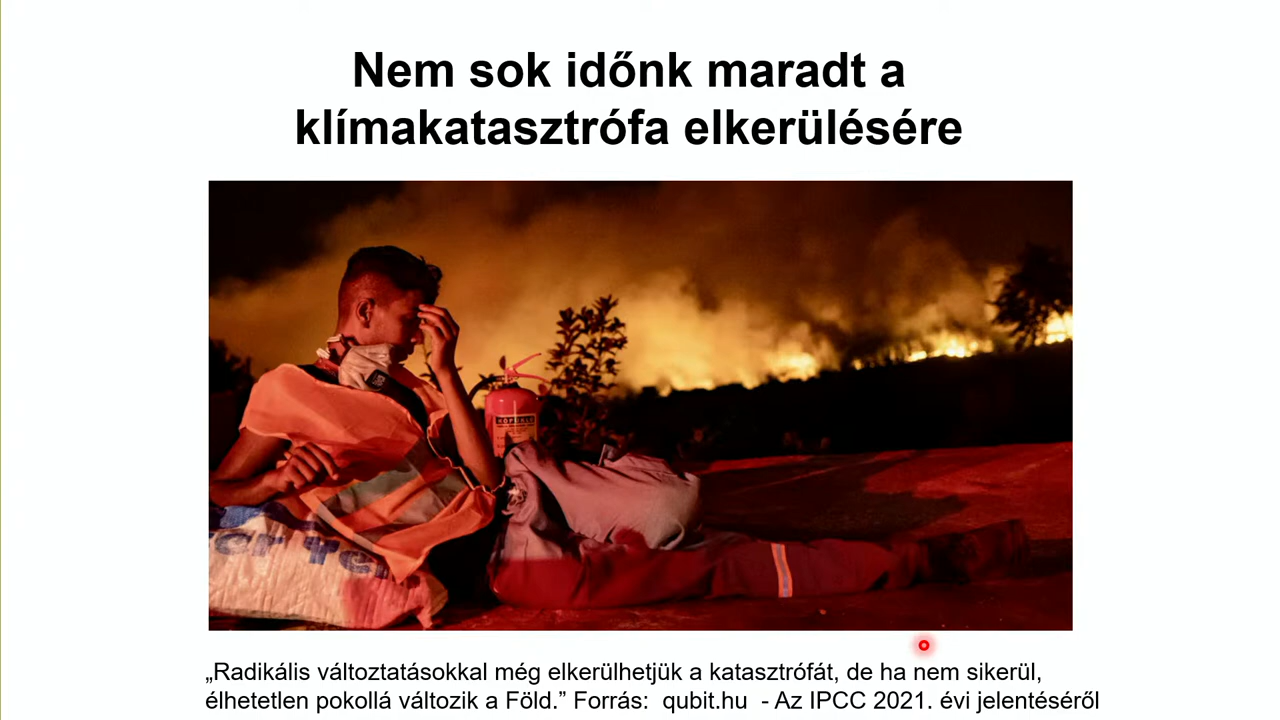 Nem sok időnk maradt a
klímakatasztrófa elkerülésére
„Radikális változtatásokkal még elkerülhetjük a katasztrófát, de ha nem sikerül,
élhetetlen pokollá változik a Föld.” Forrás:  qubit.hu  - Az IPCC 2021. évi jelentéséről